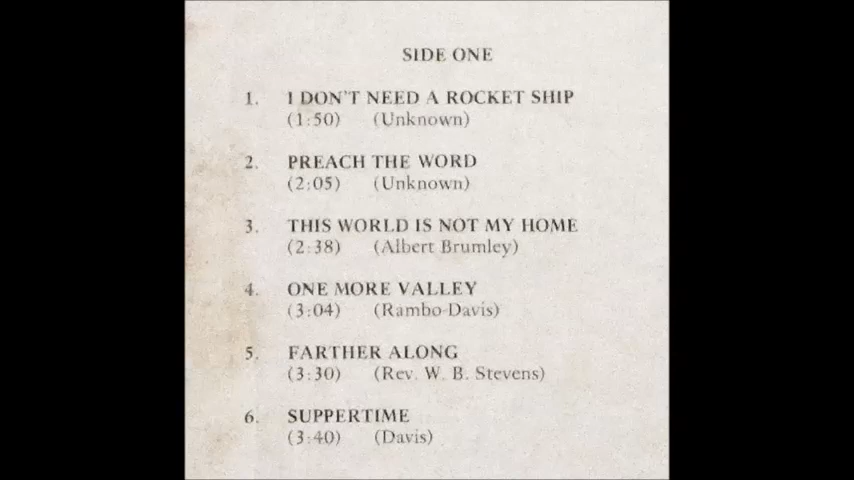 SIDE ONE
1. I DON'T NEED A ROCKET SHIP
(1:50) (Unknown)
2. PREACH THE WORD
(2:05) (Unknown)
3. THIS WORLD IS NOT MY HOME
(2:38) (Albert Brumley)
4. ONE MORE VALLEY
(3:04) (Rambo-Davis)
5. FARTHER ALONG
(3:30) (Rev. W. B. Stevens)
6. SUPPERTIME
(3:40) (Davis)